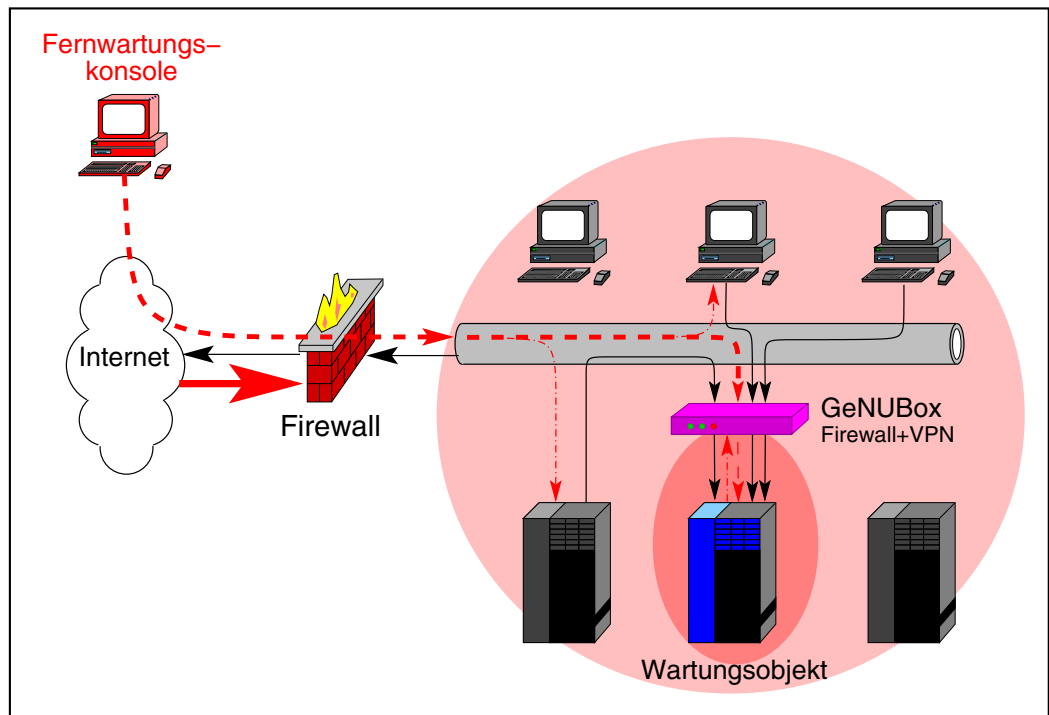 Fernwartungs–
konsole
Internet
Firewall
GeNUBox
Firewall+VPN
Wartungsobjekt